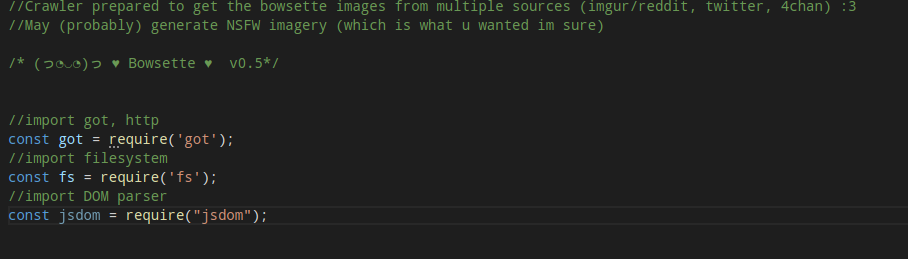 //Crawler prepared to get the bowsette images from multiple sources (imgur/reddit, twitter, 4chan) :3
//May (probably) generate NSFW imagery (which is what u wanted im sure)
/* (っ◔◡◔)っ ♥ Bowsette ♥  v0.5*/
//import got, http
const got = require('got');
//import filesystem
const fs = require('fs');
//import DOM parser
const jsdom = require("jsdom");